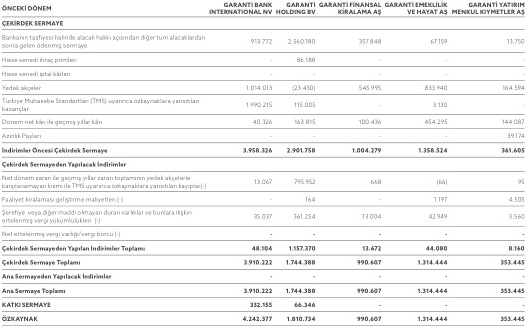 ÖNCEKİ DÖNEM GARANTI BANK INTERNATIONAL NV GARANTİ HOLDING BV GARANTİ FİNANSAL KİRALAMA AŞ GARANTİ EMEKLİLİK VE HAYAT AŞ GARANTİ YATIRIM MENKUL KIYMETLER AŞ
ÇEKİRDEK SERMAYE
Bankanın tasfiyesi halinde alacak hakkı açısından diğer tüm alacaklardan
sonra gelen ödenmiş sermaye 913.772 2.560.180 357.848 67.159 13.750
Hisse senedi ihraç primleri - 86.188 - - -
Hisse senedi iptal kârları - - - - -
Yedek akçeler 1.014.013 (23.430) 545.995 833.940 164.594
Türkiye Muhasebe Standartları (TMS) uyarınca özkaynaklara yansıtılan
kazançlar 1.990.215 115.005 - 3.130 -
Dönem net kârı ile geçmiş yıllar kârı 40.326 163.815 100.436 454.295 144.087
Azınlık Payları - - - - 39.174
İndirimler Öncesi Çekirdek Sermaye 3.958.326 2.901.758 1.004.279 1.358.524 361.605
Çekirdek Sermayeden Yapılacak İndirimler - - - - -
Net dönem zararı ile geçmiş yıllar zararı toplamının yedek akçelerle
karşılanamayan kısmı ile TMS uyarınca özkaynaklara yansıtılan kayıplar(-) 13.067 795.952 668 (66) 95
Faaliyet kiralaması geliştirme maliyetleri (-) - 164 - 1.197 4.505
Şerefiye veya diğer maddi olmayan duran varlıklar ve bunlara ilişkin
ertelenmiş vergi yükümlülükleri (-) 35.037 361.254 13.004 42.949 3.560
Net ertelenmiş vergi varlığı/vergi borcu (-) - - - - -
Çekirdek Sermayeden Yapılan İndirimler Toplamı 48.104 1.157.370 13.672 44.080 8.160
Çekirdek Sermaye Toplamı 3.910.222 1.744.388 990.607 1.314.444 353.445
Ana Sermayeden Yapılacak İndirimler - - - - -
Ana Sermaye Toplamı 3.910.222 1.744.388 990.607 1.314.444 353.445
KATKI SERMAYE 332.155 66.346 - - -
ÖZKAYNAK 4.242.377 1.810.734 990.607 1.314.444 353.445